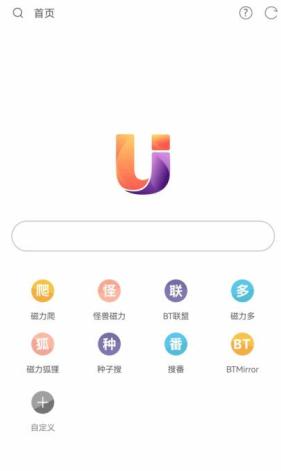 首页
爬 怪 联 多
磁力爬 怪兽磁力 BT联盟 磁力多
狐 种 番 BT
磁力狐狸 种子搜 搜番 BTMirror
自定义